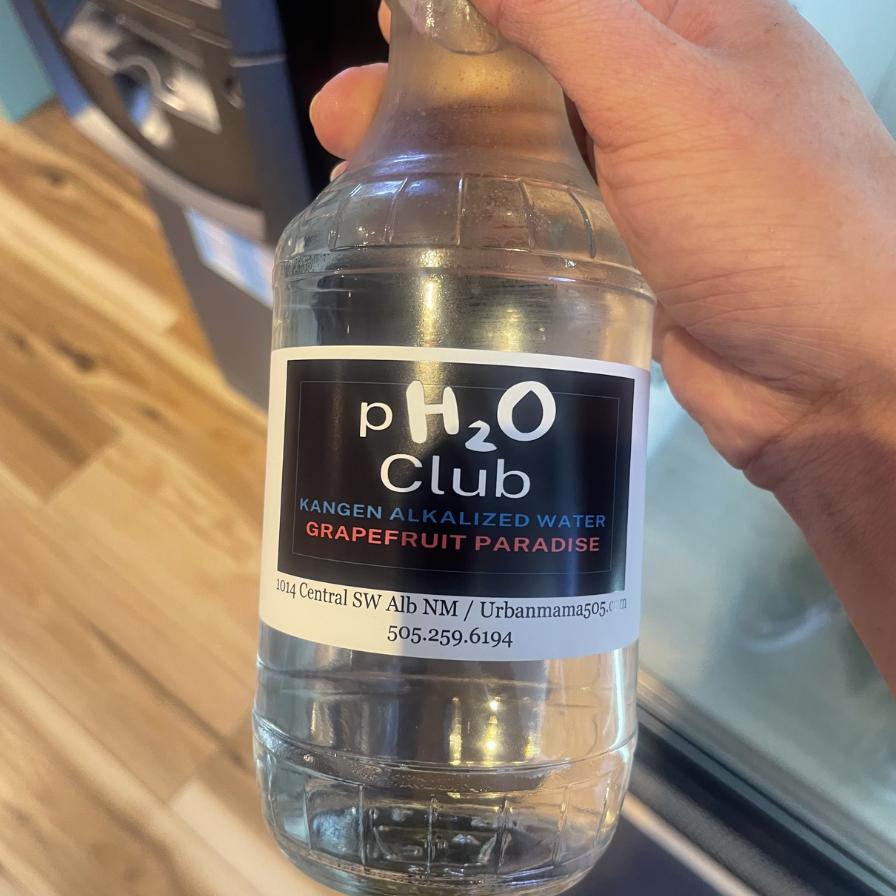 pH₂O
Club
KANGEN ALKALIZED WATER
GRAPEFRUIT PARADISE
1014 Central SW Alb NM / Urbanmama505.com
505.259.6194